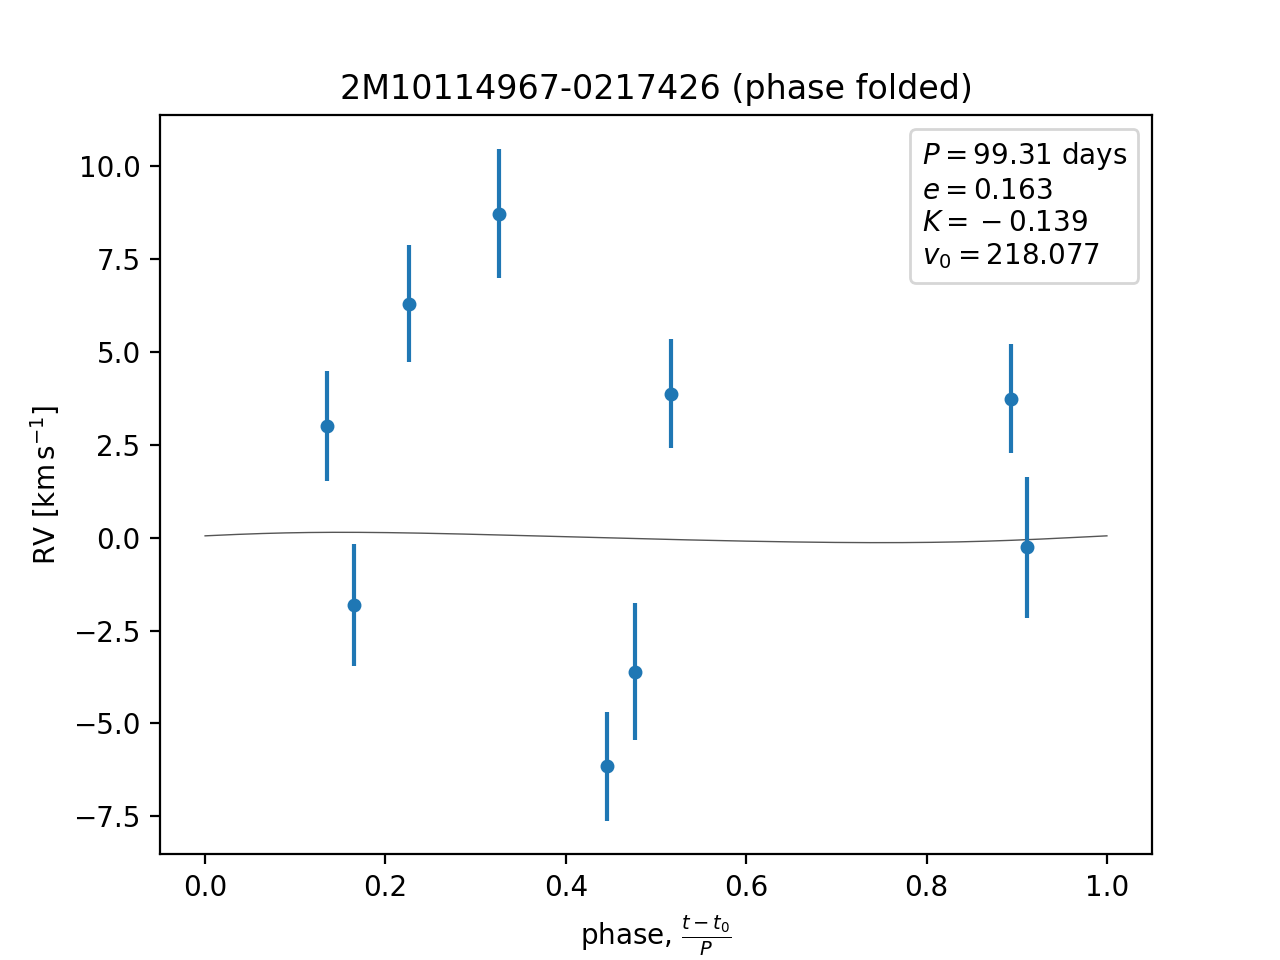 2M10114967-0217426 (phase folded)
P = 99.31 days
e = 0.163
K = −0.139
v₀ = 218.077
10.0
7.5
5.0
2.5
0.0
−2.5
−5.0
−7.5
RV [km s⁻¹]
0.0 0.2 0.4 0.6 0.8 1.0
phase, (t − t₀)/P